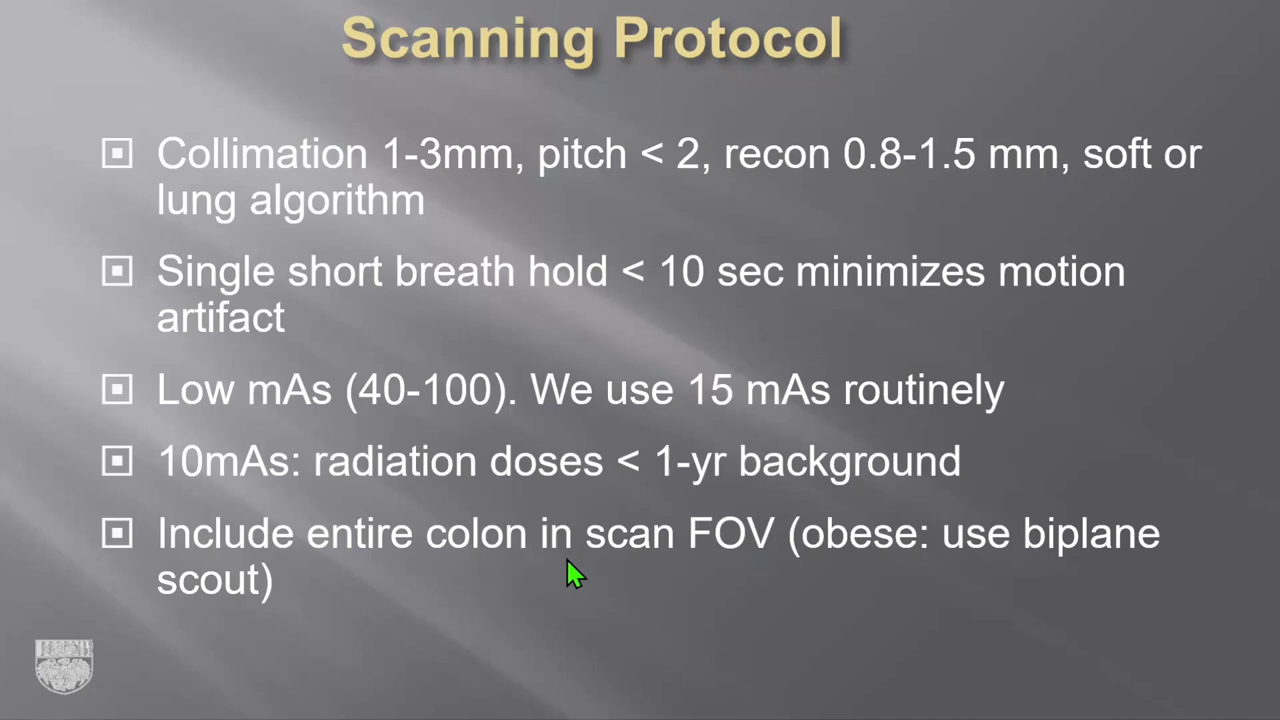 Scanning Protocol
Collimation 1-3mm, pitch < 2, recon 0.8-1.5 mm, soft or
lung algorithm
Single short breath hold < 10 sec minimizes motion
artifact
Low mAs (40-100). We use 15 mAs routinely
10mAs: radiation doses < 1-yr background
Include entire colon in scan FOV (obese: use biplane
scout)